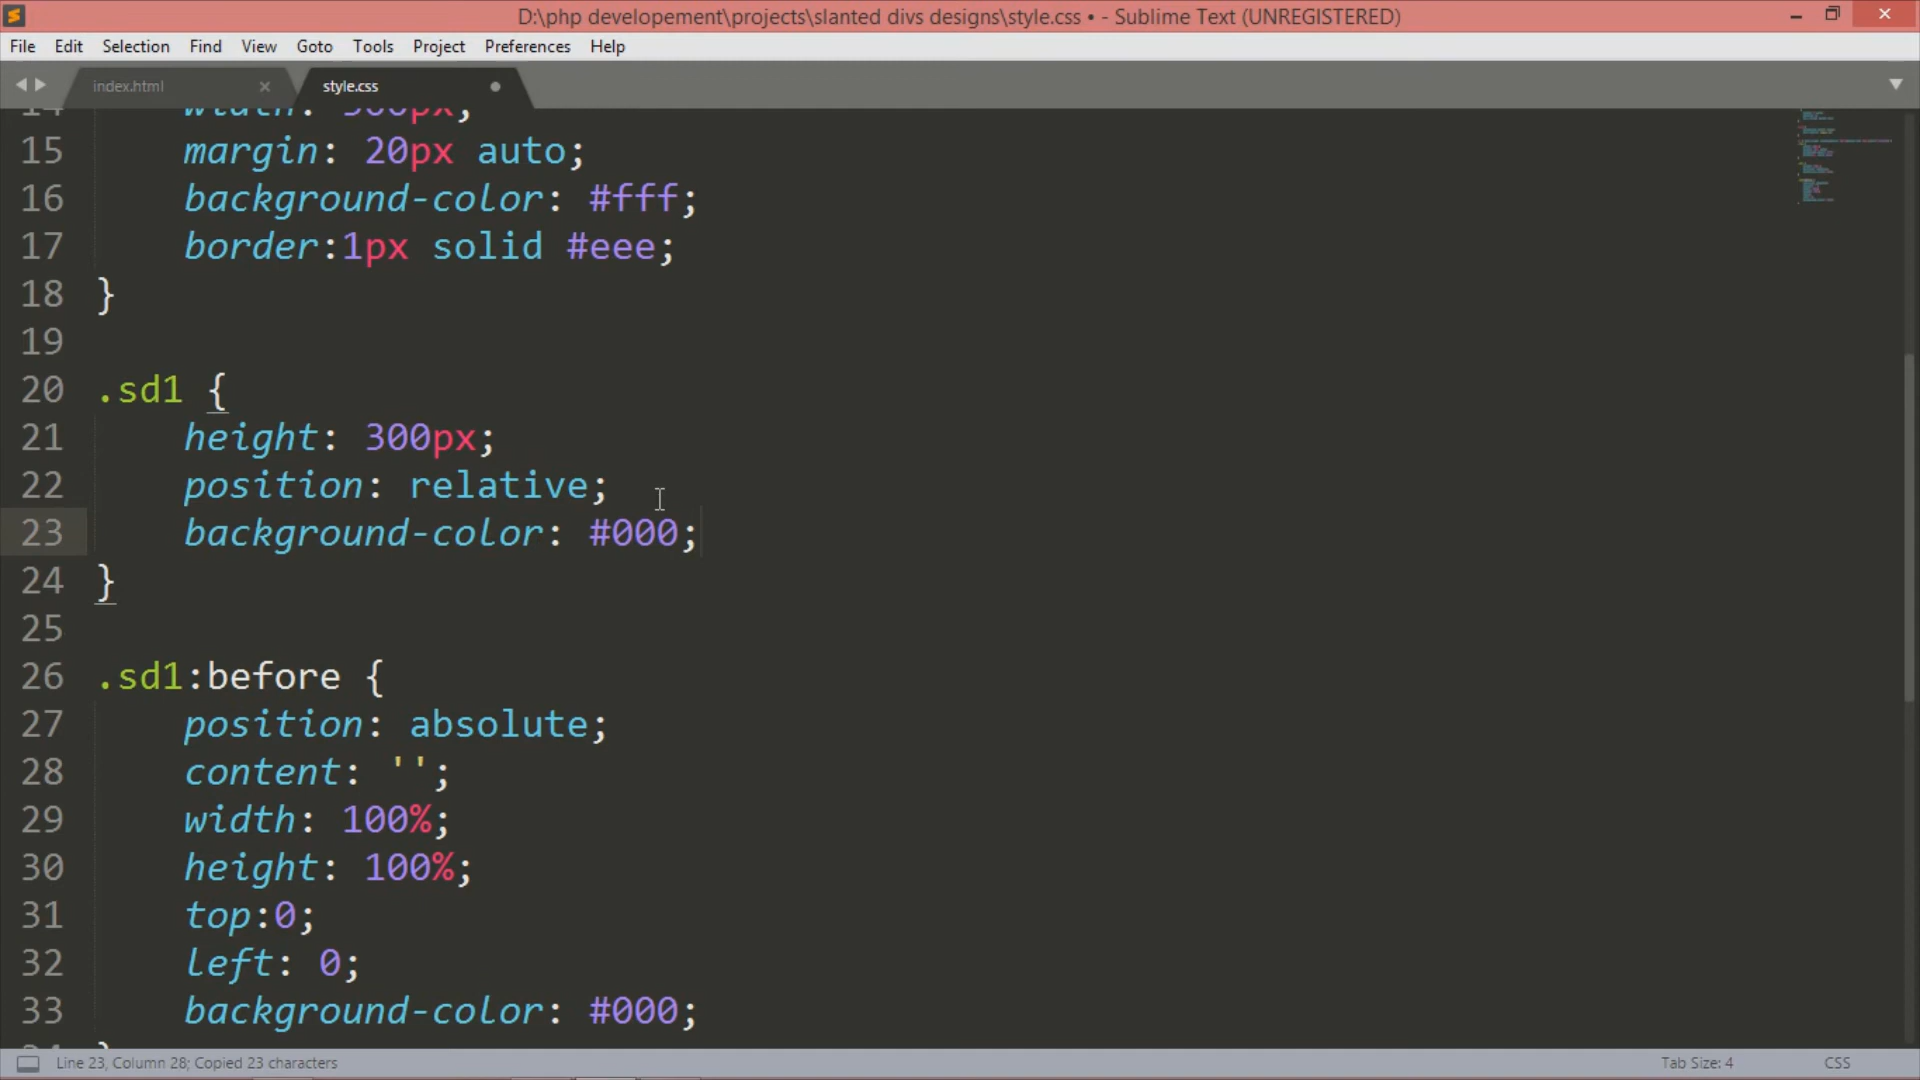 D:\php developement\projects\slanted divs designs\style.css • - Sublime Text (UNREGISTERED)
File Edit Selection Find View Goto Tools Project Preferences Help
index.html style.css
15 margin: 20px auto;
16 background-color: #fff;
17 border:1px solid #eee;
18 }
19
20 .sd1 {
21 height: 300px;
22 position: relative;
23 background-color: #000;
24 }
25
26 .sd1:before {
27 position: absolute;
28 content: '';
29 width: 100%;
30 height: 100%;
31 top:0;
32 left: 0;
33 background-color: #000;
Line 23, Column 28; Copied 23 characters Tab Size: 4 CSS